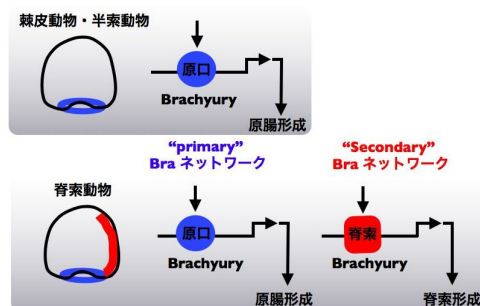 棘皮動物・半索動物
原口
Brachyury
原腸形成
“primary”
Bra ネットワーク
“Secondary”
Bra ネットワーク
脊索動物
原口
Brachyury
原腸形成
脊索
Brachyury
脊索形成